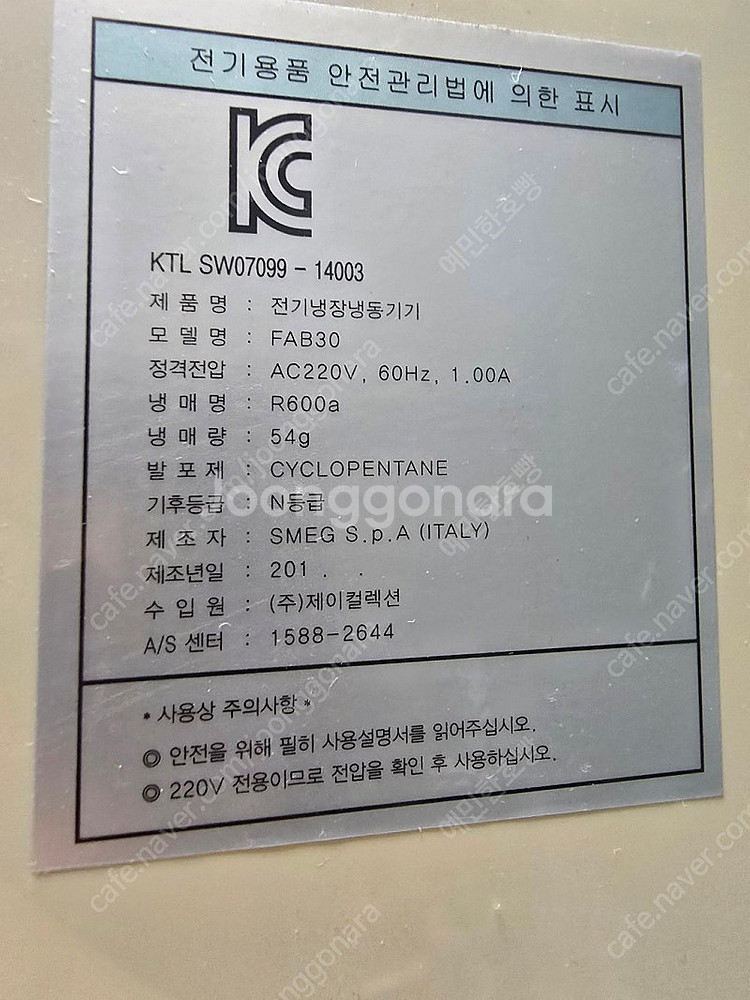 전기용품 안전관리법에 의한 표시
KC
KTL SW07099 - 14003
제 품 명 : 전기냉장냉동기기
모 델 명 : FAB30
정격전압 : AC220V, 60Hz, 1.00A
냉 매 명 : R600a
냉 매 량 : 54g
발 포 제 : CYCLOPENTANE
기후등급 : N등급
joonggonara
제 조 자 : SMEG S.p.A (ITALY)
제조년일 : 201 . .
수 입 원 : (주)제이컬렉션
A/S 센터 : 1588-2644
* 사용상 주의사항 *
◎ 안전을 위해 필히 사용설명서를 읽어주십시오.
◎ 220V 전용이므로 전압을 확인 후 사용하십시오.